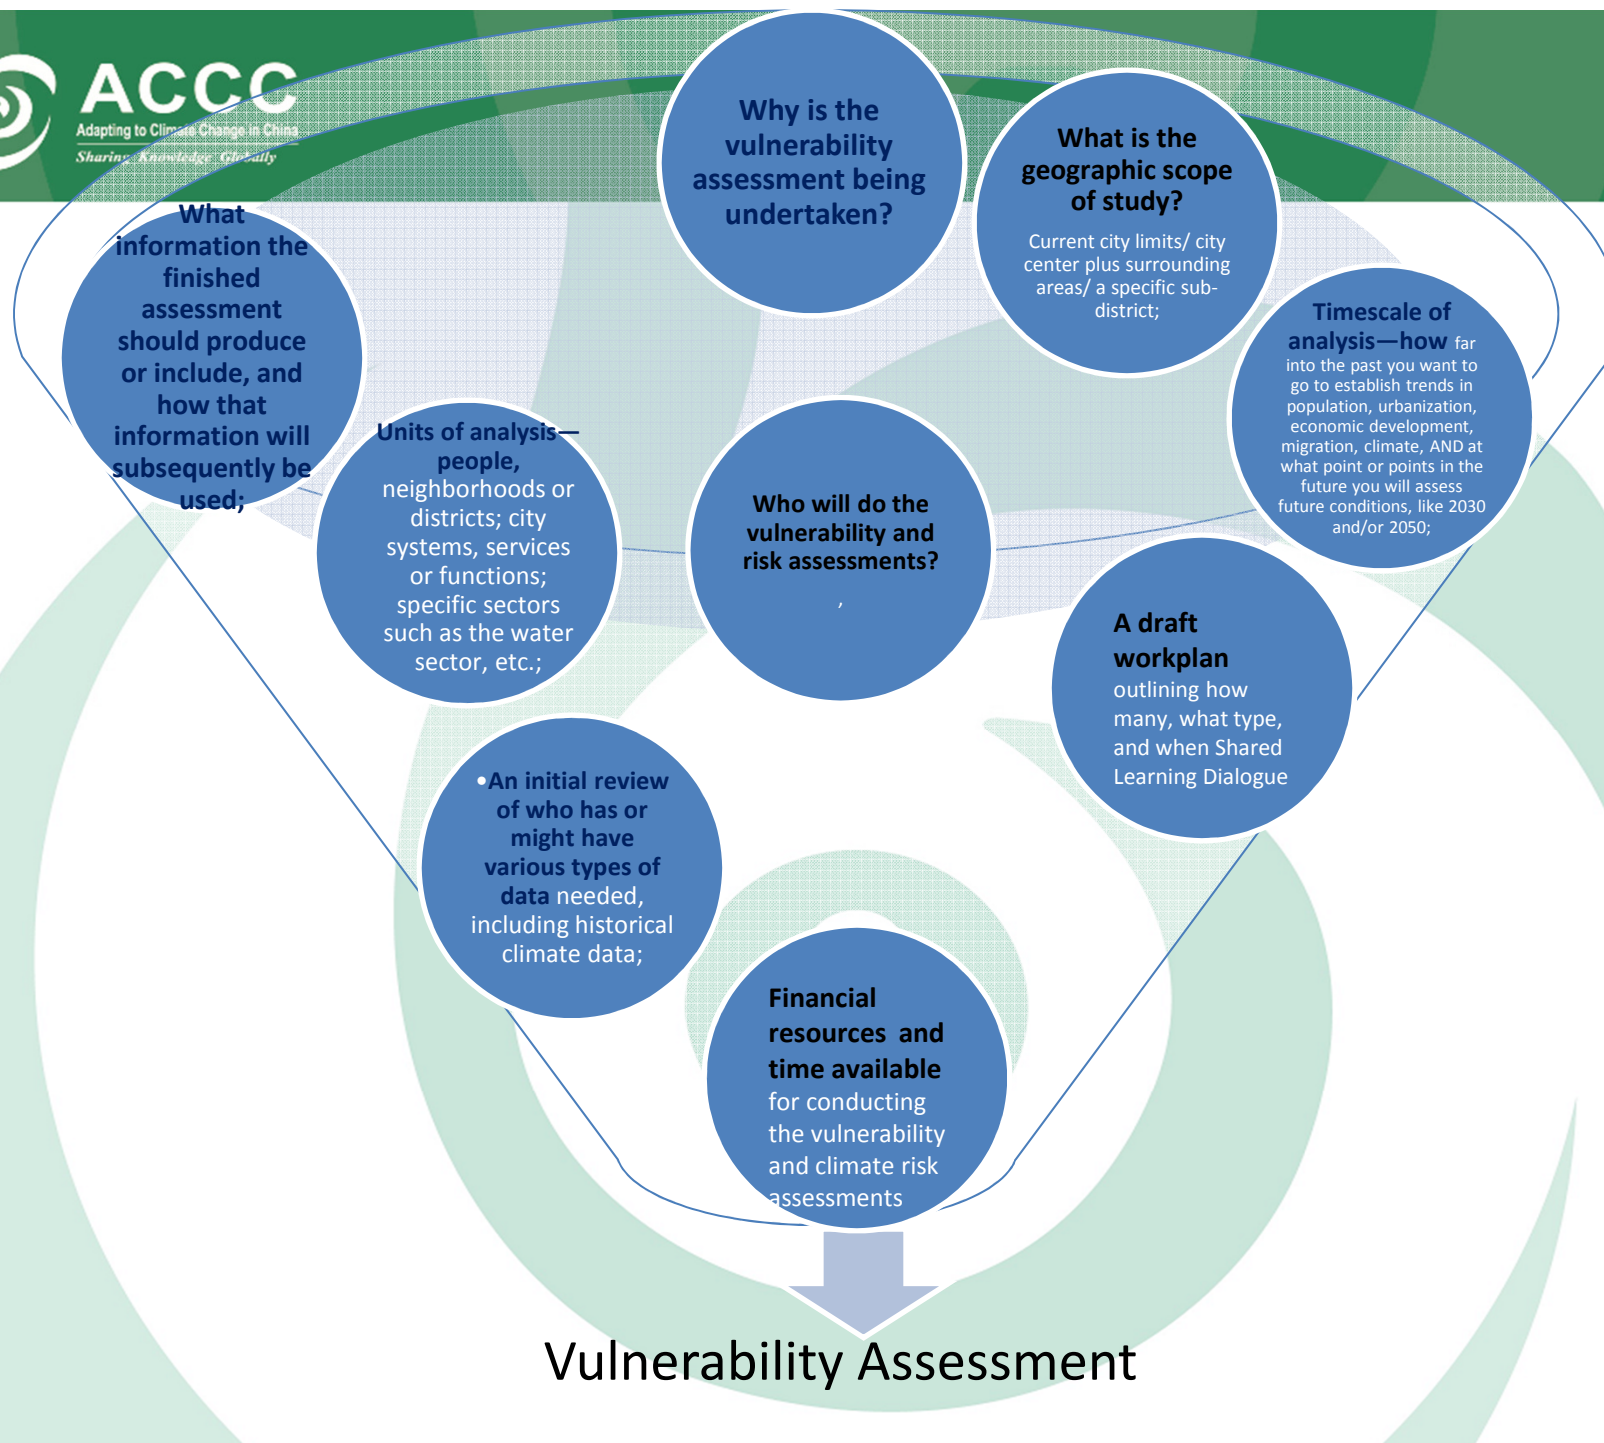 ACCC
Adapting to Climate Change in China
Sharing Knowledge Globally
Why is the
vulnerability
assessment being
undertaken?
What is the
geographic scope
of study?
Current city limits/ city
center plus surrounding
areas/ a specific sub-
district;
What
information the
finished
assessment
should produce
or include, and
how that
information will
subsequently be
used;
Timescale of
analysis—how far
into the past you want to
go to establish trends in
population, urbanization,
economic development,
migration, climate, AND at
what point or points in the
future you will assess
future conditions, like 2030
and/or 2050;
Units of analysis—
people,
neighborhoods or
districts; city
systems, services
or functions;
specific sectors
such as the water
sector, etc.;
Who will do the
vulnerability and
risk assessments?
,
A draft
workplan
outlining how
many, what type,
and when Shared
Learning Dialogue
•An initial review
of who has or
might have
various types of
data needed,
including historical
climate data;
Financial
resources  and
time available
for conducting
the vulnerability
and climate risk
assessments
Vulnerability Assessment